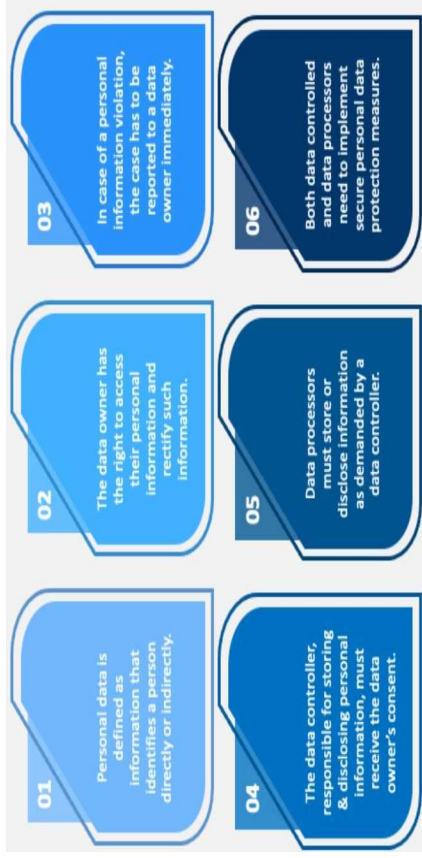 01
Personal data is
defined as
information that
identifies a person
directly or indirectly.
02
The data owner has
the right to access
their personal
information and
rectify such
information.
03
In case of a personal
information violation,
the case has to be
reported to a data
owner immediately.
04
The data controller,
responsible for storing
& disclosing personal
information, must
receive the data
owner's consent.
05
Data processors
must store or
disclose information
as demanded by a
data controller.
06
Both data controlled
and data processors
need to implement
secure personal data
protection measures.